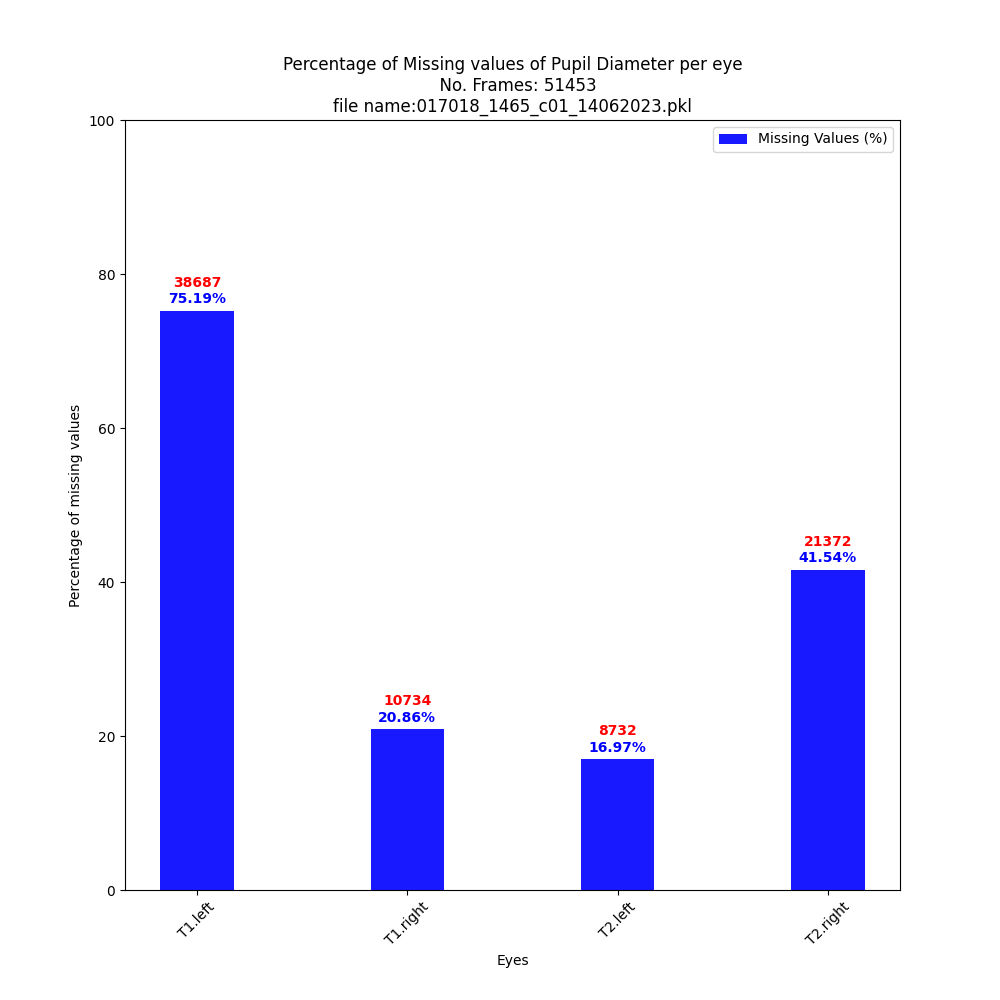 Percentage of Missing values of Pupil Diameter per eye
No. Frames: 51453
file name:017018_1465_c01_14062023.pkl
100
Missing Values (%)
80
38687
75.19%
60
21372
41.54%
40
10734
20.86%
8732
16.97%
20
0
Percentage of missing values
T1.left
T1.right
T2.left
T2.right
Eyes